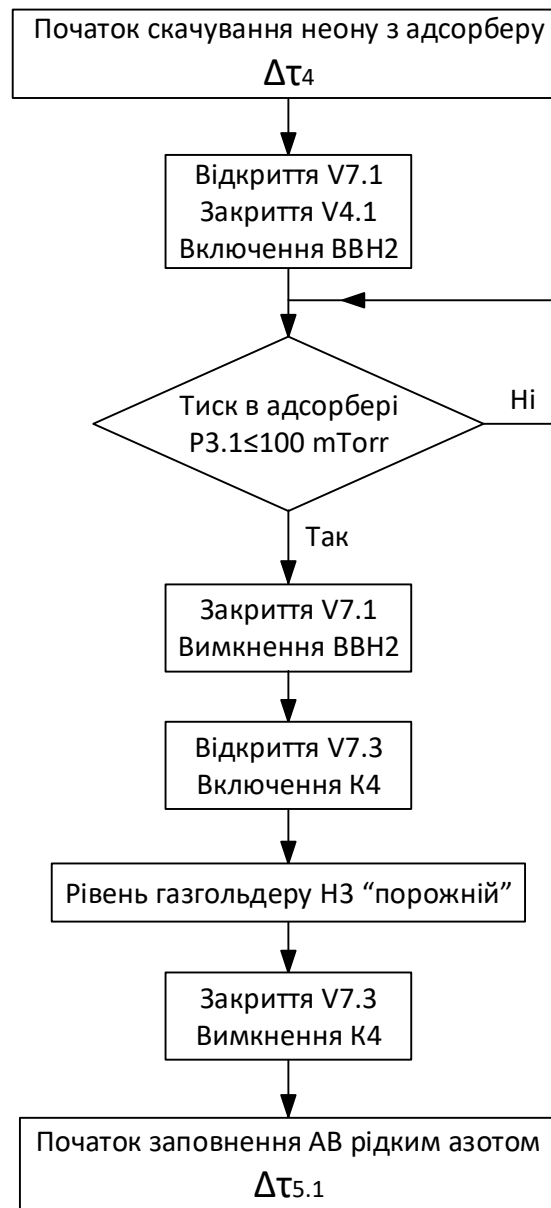 Початок скачування неону з адсорберу
Δτ4
Відкриття V7.1
Закриття V4.1
Включення ВВН2
Тиск в адсорбері
P3.1≤100 mTorr
Ні
Так
Закриття V7.1
Вимкнення ВВН2
Відкриття V7.3
Включення К4
Рівень газгольдеру Н3 “порожній”
Закриття V7.3
Вимкнення К4
Початок заповнення АВ рідким азотом
Δτ5.1